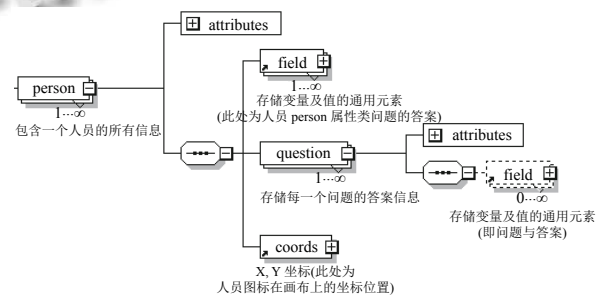 attributes
field
1…∞
存储变量及值的通用元素
(此处为人员 person 属性类问题的答案)
person
1…∞
包含一个人员的所有信息
question
1…∞
存储每一个问题的答案信息
attributes
field
0…∞
存储变量及值的通用元素
(即问题与答案)
coords
X, Y 坐标(此处为
人员图标在画布上的坐标位置)